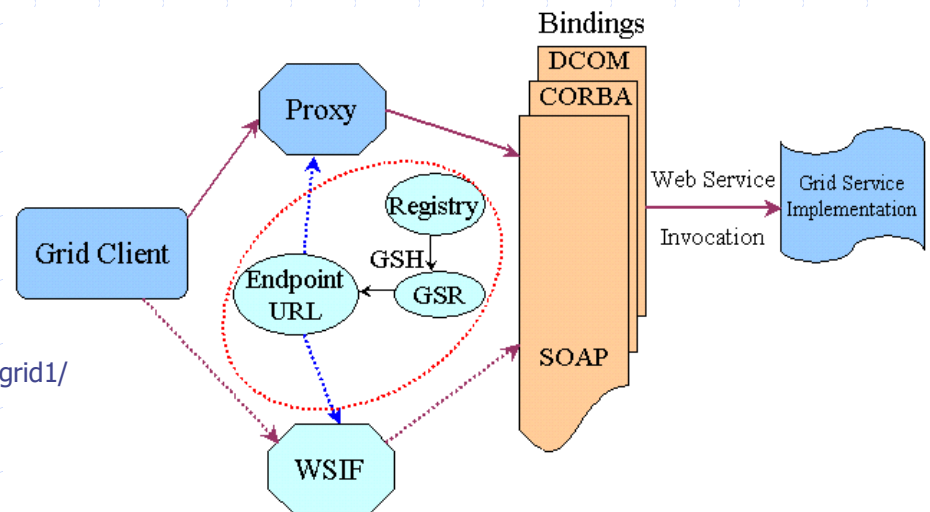 Bindings
DCOM
CORBA
Proxy
Registry
Web Service
Grid Service
Implementation
Invocation
Grid Client
GSH
Endpoint
URL
GSR
SOAP
grid1/
WSIF